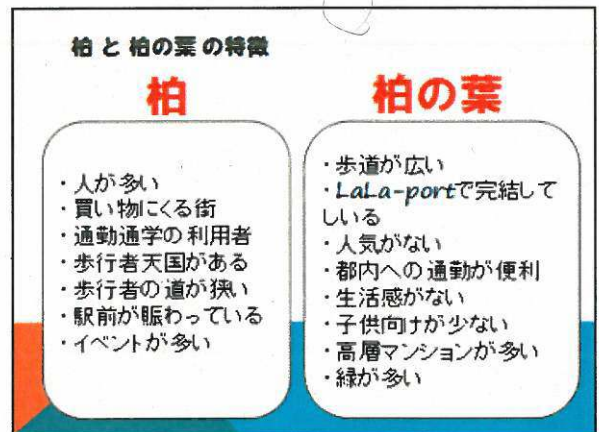 柏 と 柏の葉 の特徴
柏
・人が多い
・買い物にくる街
・通勤通学の利用者
・歩行者天国がある
・歩行者の道が狭い
・駅前が賑わっている
・イベントが多い
柏の葉
・歩道が広い
・LaLa-portで完結して
しいる
・人気がない
・都内への通勤が便利
・生活感がない
・子供向けが少ない
・高層マンションが多い
・緑が多い